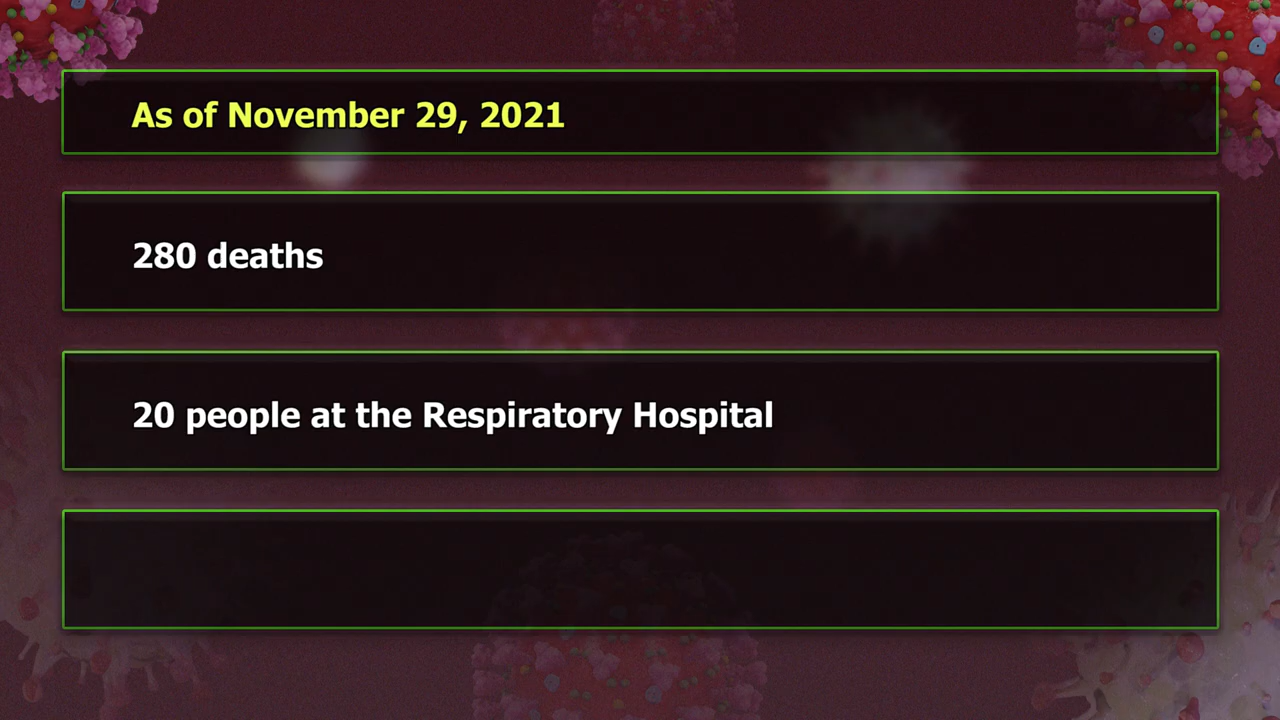 As of November 29, 2021
280 deaths
20 people at the Respiratory Hospital